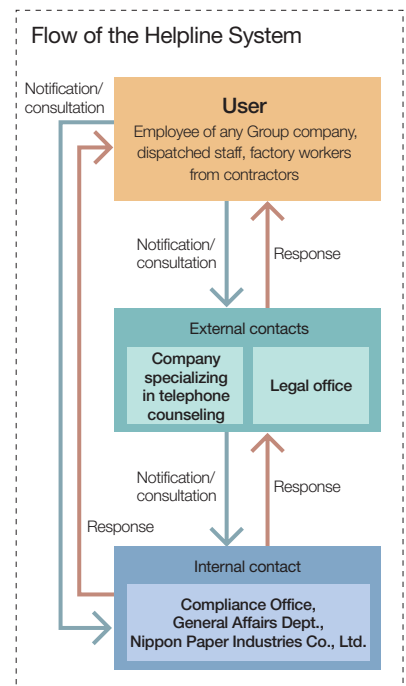 Flow of the Helpline System
Notification/
consultation
User
Employee of any Group company,
dispatched staff, factory workers
from contractors
Notification/
consultation
Response
External contacts
Company
specializing
in telephone
counseling
Legal office
Notification/
consultation
Response
Response
Internal contact
Compliance Office,
General Affairs Dept.,
Nippon Paper Industries Co., Ltd.